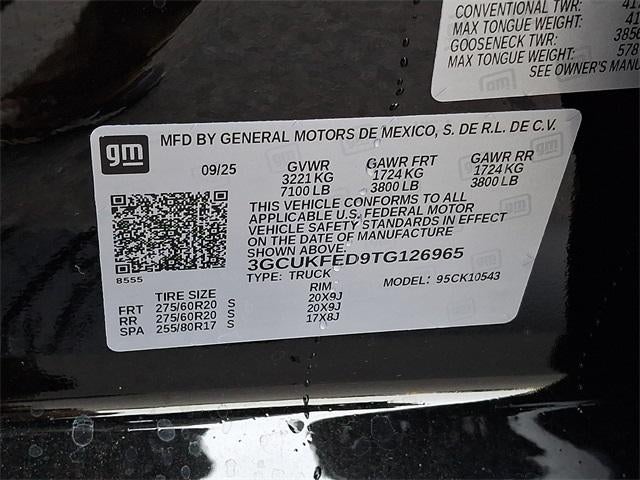 CONVENTIONAL TWR:
MAX TONGUE WEIGHT:
GOOSENECK TWR:
MAX TONGUE WEIGHT: 578
SEE OWNER'S MANU
gm
MFD BY GENERAL MOTORS DE MEXICO, S. DE R.L. DE C.V.
09/25 GVWR GAWR FRT GAWR RR
3221 KG 1724 KG 1724 KG
7100 LB 3800 LB 3800 LB
THIS VEHICLE CONFORMS TO ALL
APPLICABLE U.S. FEDERAL MOTOR
VEHICLE SAFETY STANDARDS IN EFFECT
ON THE DATE OF MANUFACTURE
SHOWN ABOVE.
3GCUKFED9TG126965
8555
TYPE: TRUCK MODEL: 95CK10543
TIRE SIZE RIM
FRT 275/60R20 S 20X9J
RR 275/60R20 S 20X9J
SPA 255/80R17 S 17X8J